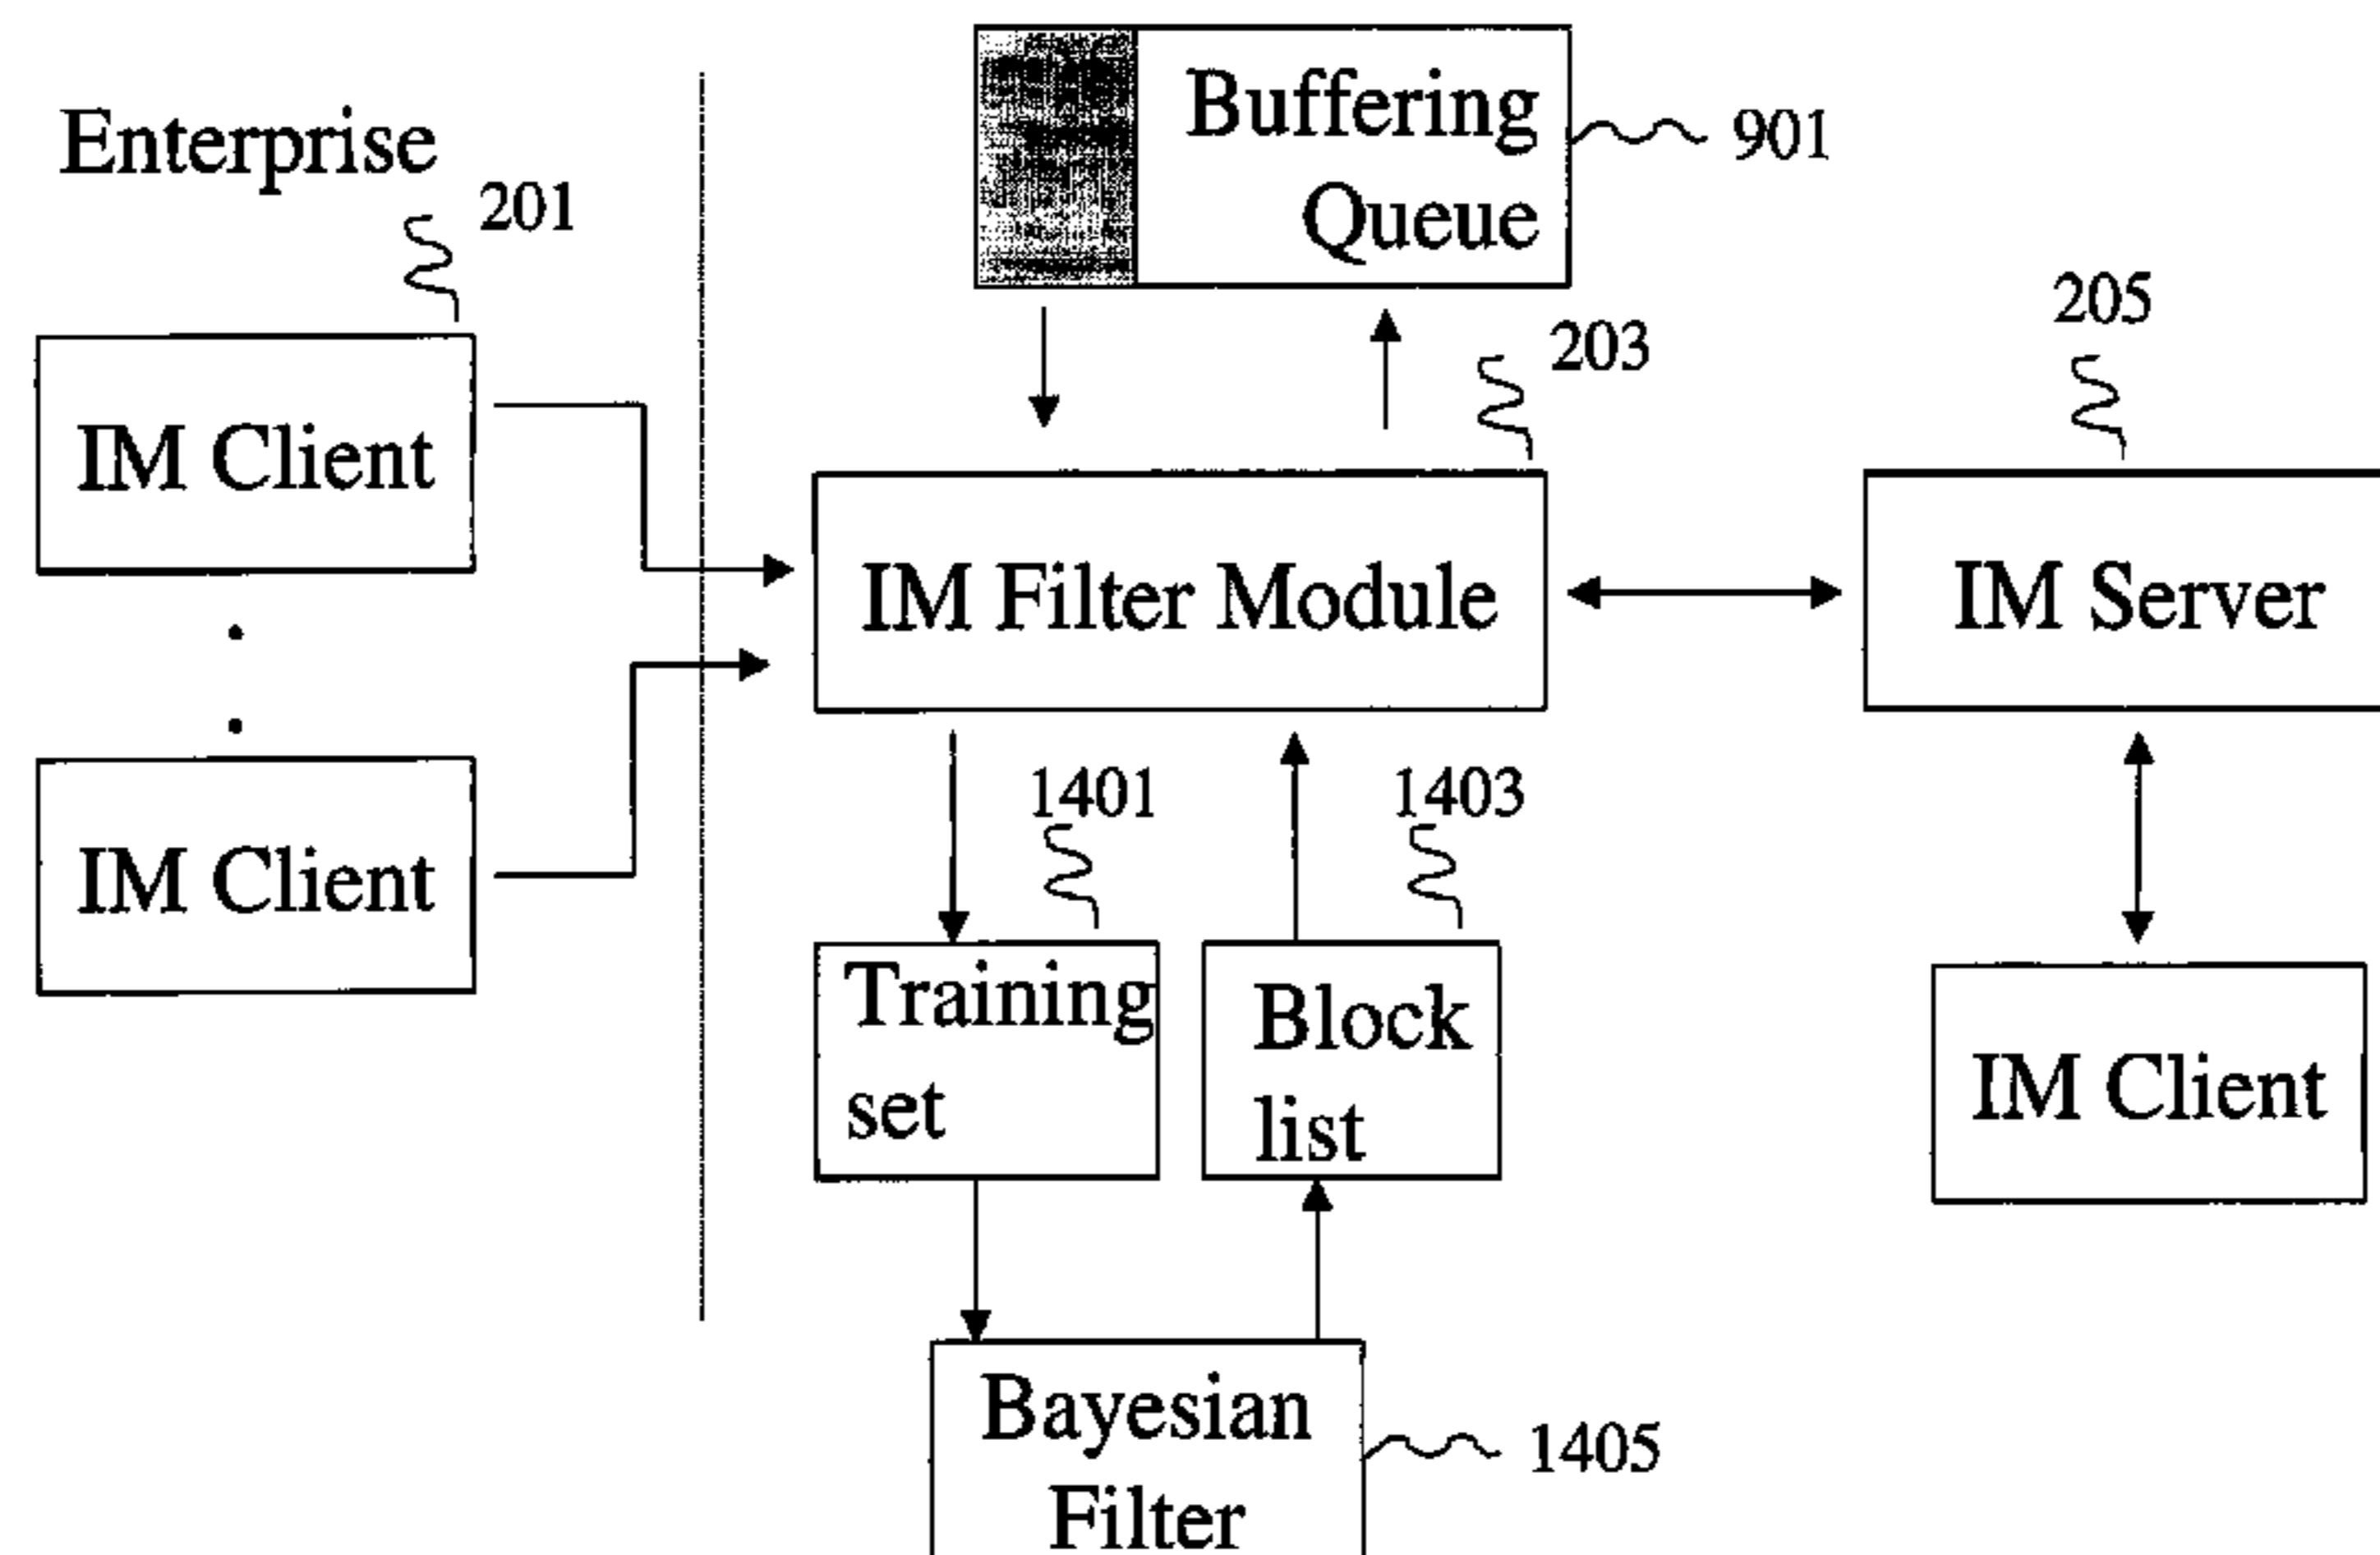 Enterprise
201
IM Client
IM Client
Buffering
Queue
901
203
IM Filter Module
205
IM Server
1401
Training
set
1403
Block
list
IM Client
Bayesian
Filter
1405